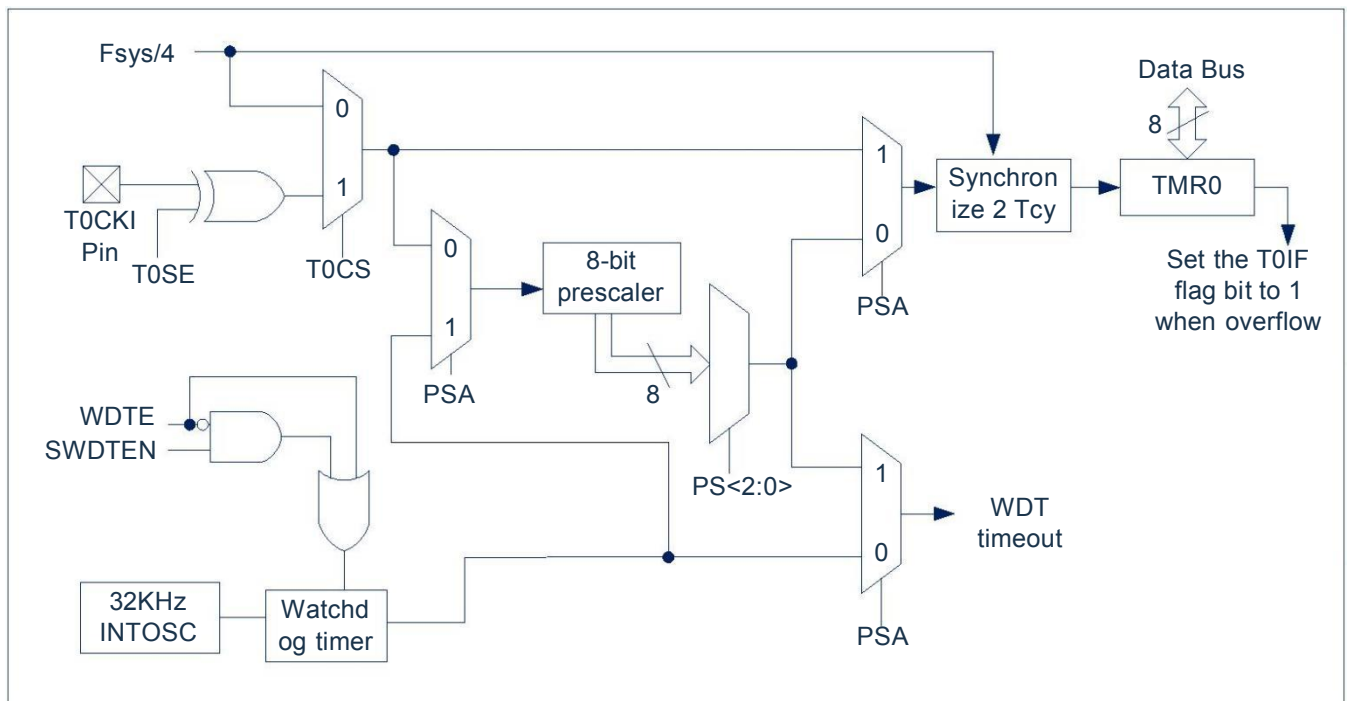 Fsys/4
Data Bus
0
8
1
1
Synchron
ize 2 Tcy
TMR0
T0CKI
Pin
T0SE
T0CS
0
8-bit
prescaler
0
PSA
Set the T0IF
flag bit to 1
when overflow
1
PSA
8
WDTE
SWDTEN
PS<2:0>
1
WDT
timeout
0
32KHz
INTOSC
Watchd
og timer
PSA